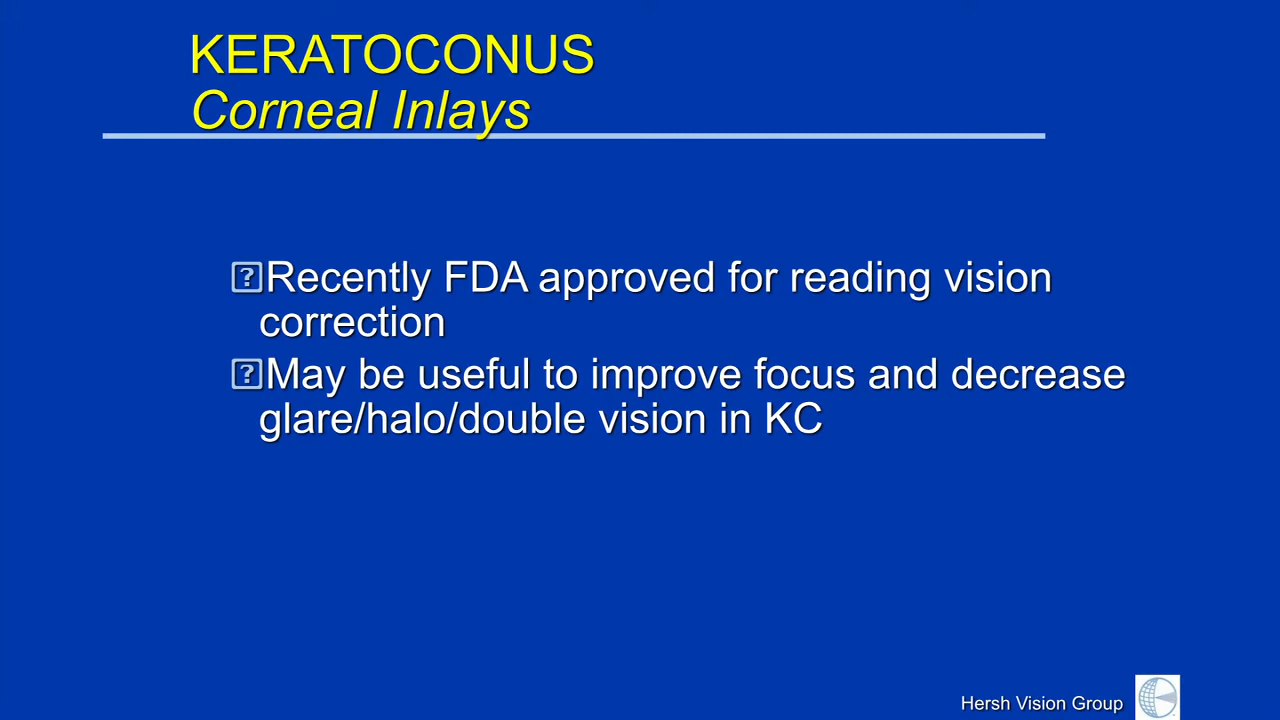 KERATOCONUS
Corneal Inlays
Recently FDA approved for reading vision
correction
May be useful to improve focus and decrease
glare/halo/double vision in KC
Hersh Vision Group